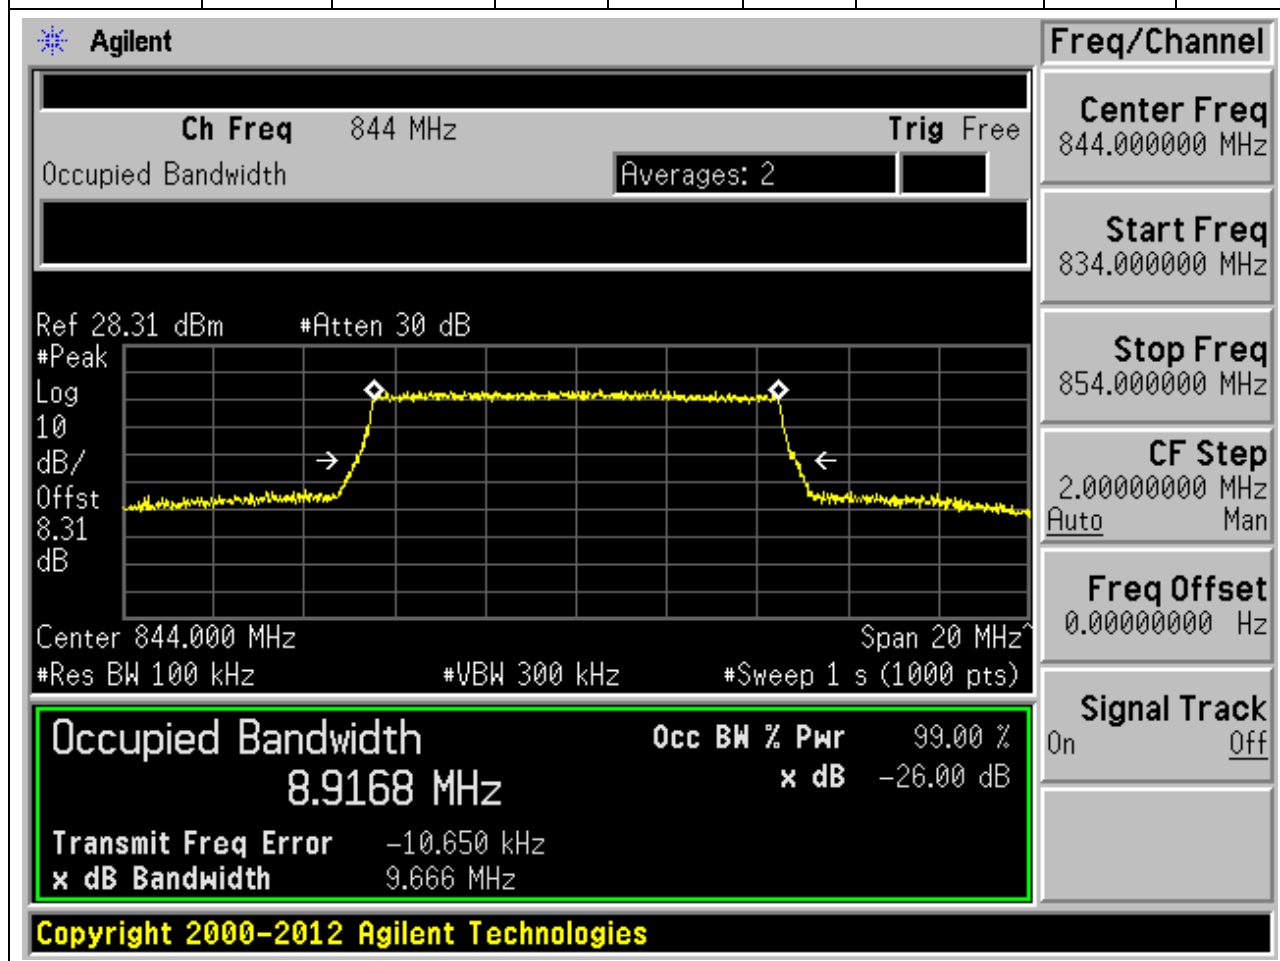 Agilent
Freq/Channel
Ch Freq 844 MHz Trig Free
Occupied Bandwidth Averages: 2
Ref 28.31 dBm #Atten 30 dB
#Peak
Log
10
dB/
Offst
8.31
dB
Center 844.000 MHz Span 20 MHz^
#Res BW 100 kHz #VBW 300 kHz #Sweep 1 s (1000 pts)
Occupied Bandwidth Occ BW % Pwr 99.00 %
8.9168 MHz x dB -26.00 dB
Transmit Freq Error -10.650 kHz
x dB Bandwidth 9.666 MHz
Copyright 2000-2012 Agilent Technologies
Center Freq
844.000000 MHz
Start Freq
834.000000 MHz
Stop Freq
854.000000 MHz
CF Step
2.00000000 MHz
Auto Man
Freq Offset
0.00000000 Hz
Signal Track
On Off